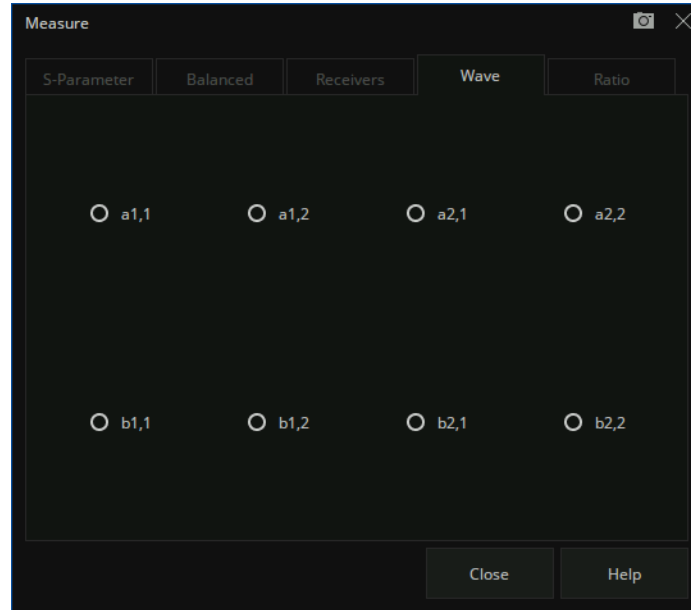 Measure
S-Parameter Balanced Receivers Wave Ratio
a1,1 a1,2 a2,1 a2,2
b1,1 b1,2 b2,1 b2,2
Close Help